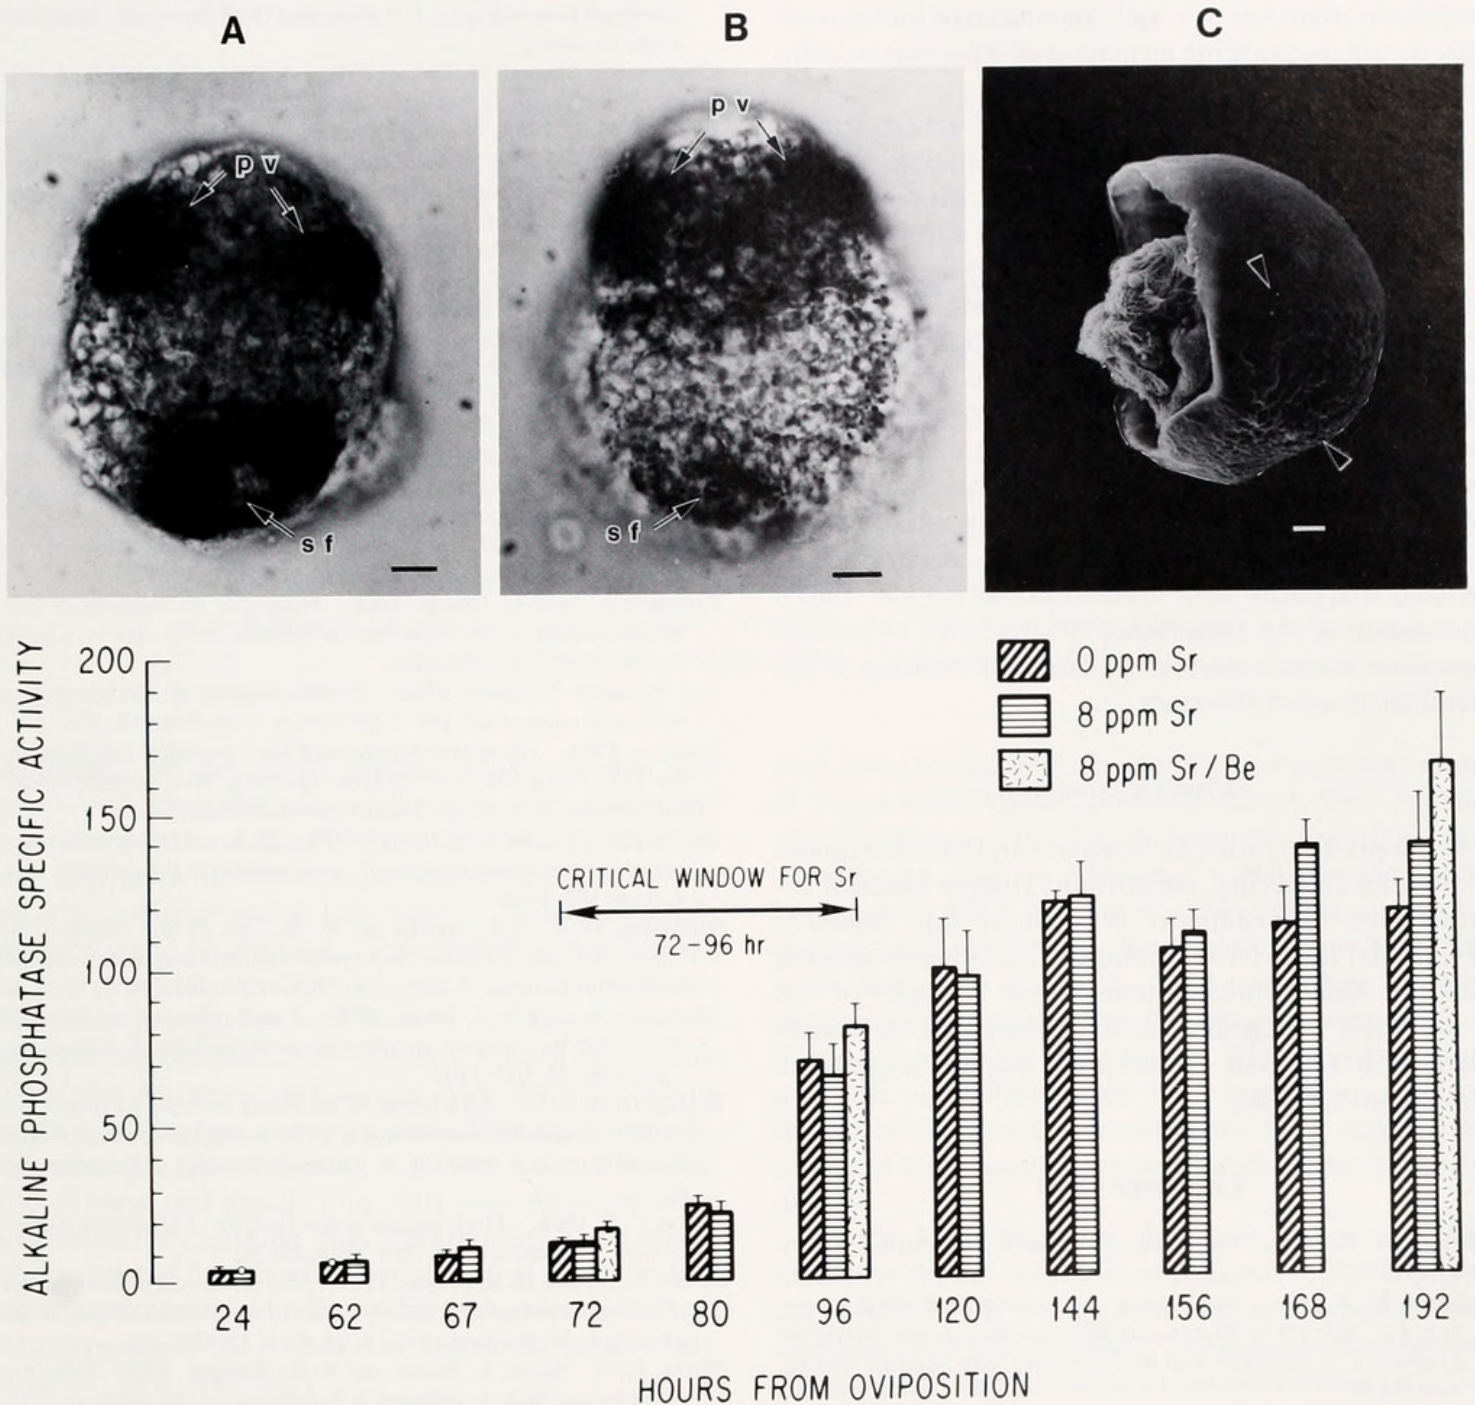 A
B
C
p v
s f
p v
s f
ALKALINE PHOSPHATASE SPECIFIC ACTIVITY
200
150
100
50
0
0 ppm Sr
8 ppm Sr
8 ppm Sr / Be
CRITICAL WINDOW FOR Sr
72-96 hr
24 62 67 72 80 96 120 144 156 168 192
HOURS FROM OVIPOSITION